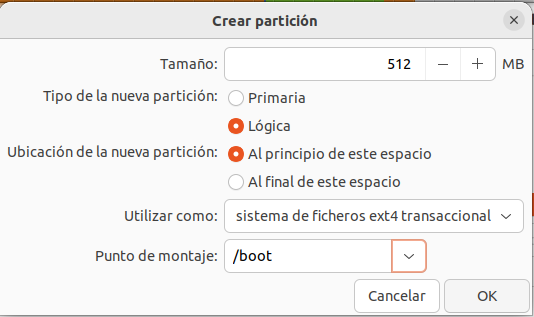 Crear partición
Tamaño: 512 — + MB
Tipo de la nueva partición: Primaria
Lógica
Ubicación de la nueva partición: Al principio de este espacio
Al final de este espacio
Utilizar como: sistema de ficheros ext4 transaccional
Punto de montaje: /boot
Cancelar OK